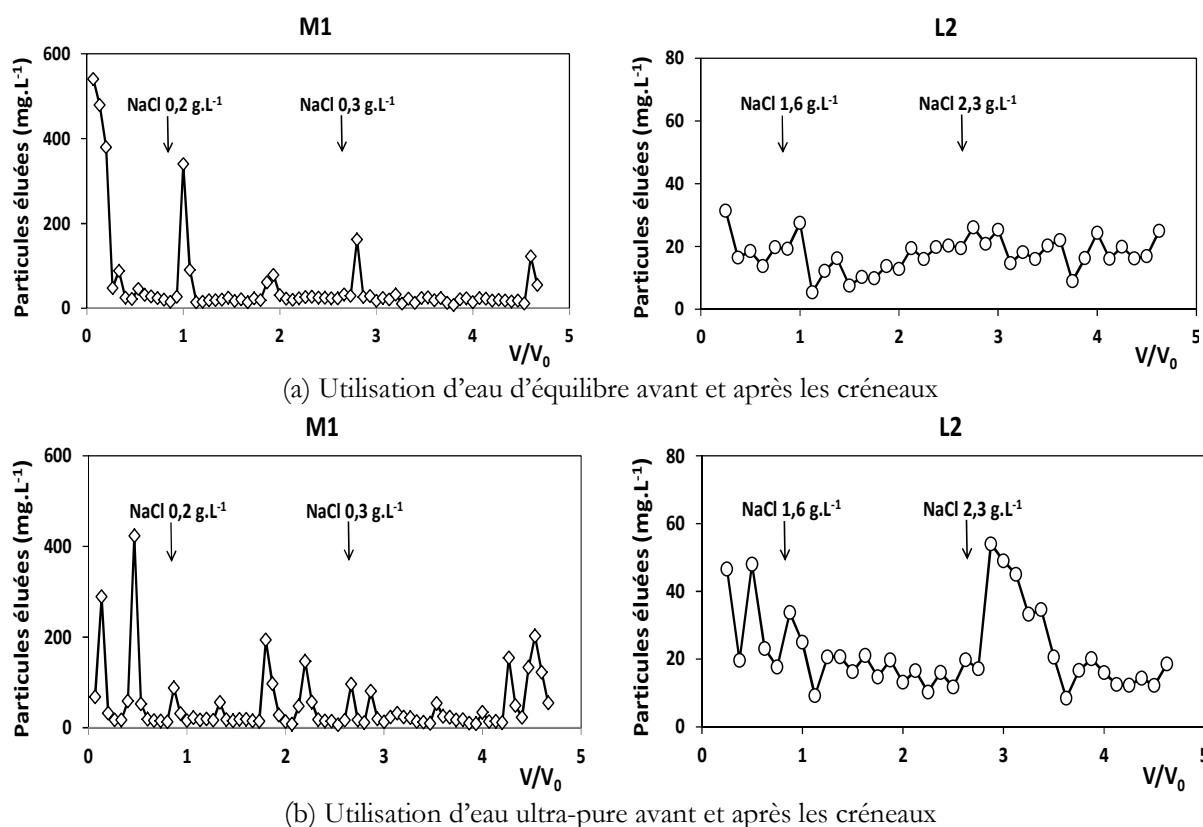 M1
L2
Particules éluées (mg.L⁻¹)
600
400
200
0
NaCl 0,2 g.L⁻¹
NaCl 0,3 g.L⁻¹
0 1 2 3 4 5
V/V₀
Particules éluées (mg.L⁻¹)
80
60
40
20
0
NaCl 1,6 g.L⁻¹
NaCl 2,3 g.L⁻¹
0 1 2 3 4 5
V/V₀
(a) Utilisation d'eau d'équilibre avant et après les créneaux
M1
L2
Particules éluées (mg.L⁻¹)
600
400
200
0
NaCl 0,2 g.L⁻¹
NaCl 0,3 g.L⁻¹
0 1 2 3 4 5
V/V₀
Particules éluées (mg.L⁻¹)
80
60
40
20
0
NaCl 1,6 g.L⁻¹
NaCl 2,3 g.L⁻¹
0 1 2 3 4 5
V/V₀
(b) Utilisation d'eau ultra-pure avant et après les créneaux